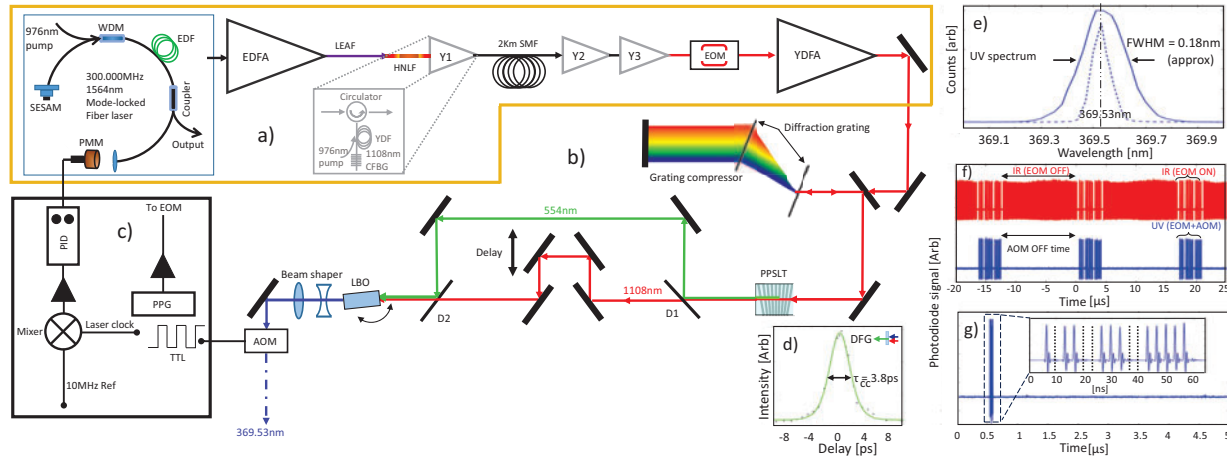 976nm
pump
WDM
EDF
SESAM
300.000MHz
1564nm
Mode-locked
Fiber laser
Coupler
Output
PMM
EDFA
LEAF
HNLF
Y1
2Km SMF
Y2
Y3
EOM
YDFA
a)
Circulator
YDF
976nm
pump
1108nm
CFBG
b)
Diffraction grating
Grating compressor
554nm
Delay
1108nm
PPSLT
D1
D2
LBO
Beam shaper
AOM
369.53nm
c)
PID
To EOM
PPG
Mixer
Laser clock
TTL
10MHz Ref
d)
DFG
τcc = 3.8ps
Intensity [Arb]
-8 -4 0 4 8
Delay [ps]
e)
Counts [arb]
UV spectrum
FWHM = 0.18nm
(approx)
369.53nm
369.1 369.3 369.5 369.7 369.9
Wavelength [nm]
f)
IR (EOM OFF)
IR (EOM ON)
UV (EOM+AOM)
AOM OFF time
-20 -15 -10 -5 0 5 10 15 20 25
Time [μs]
Photodiode signal [Arb]
g)
0 10 20 30 40 50 60
[ns]
0 0.5 1 1.5 2 2.5 3 3.5 4 4.5 5
Time[μs]